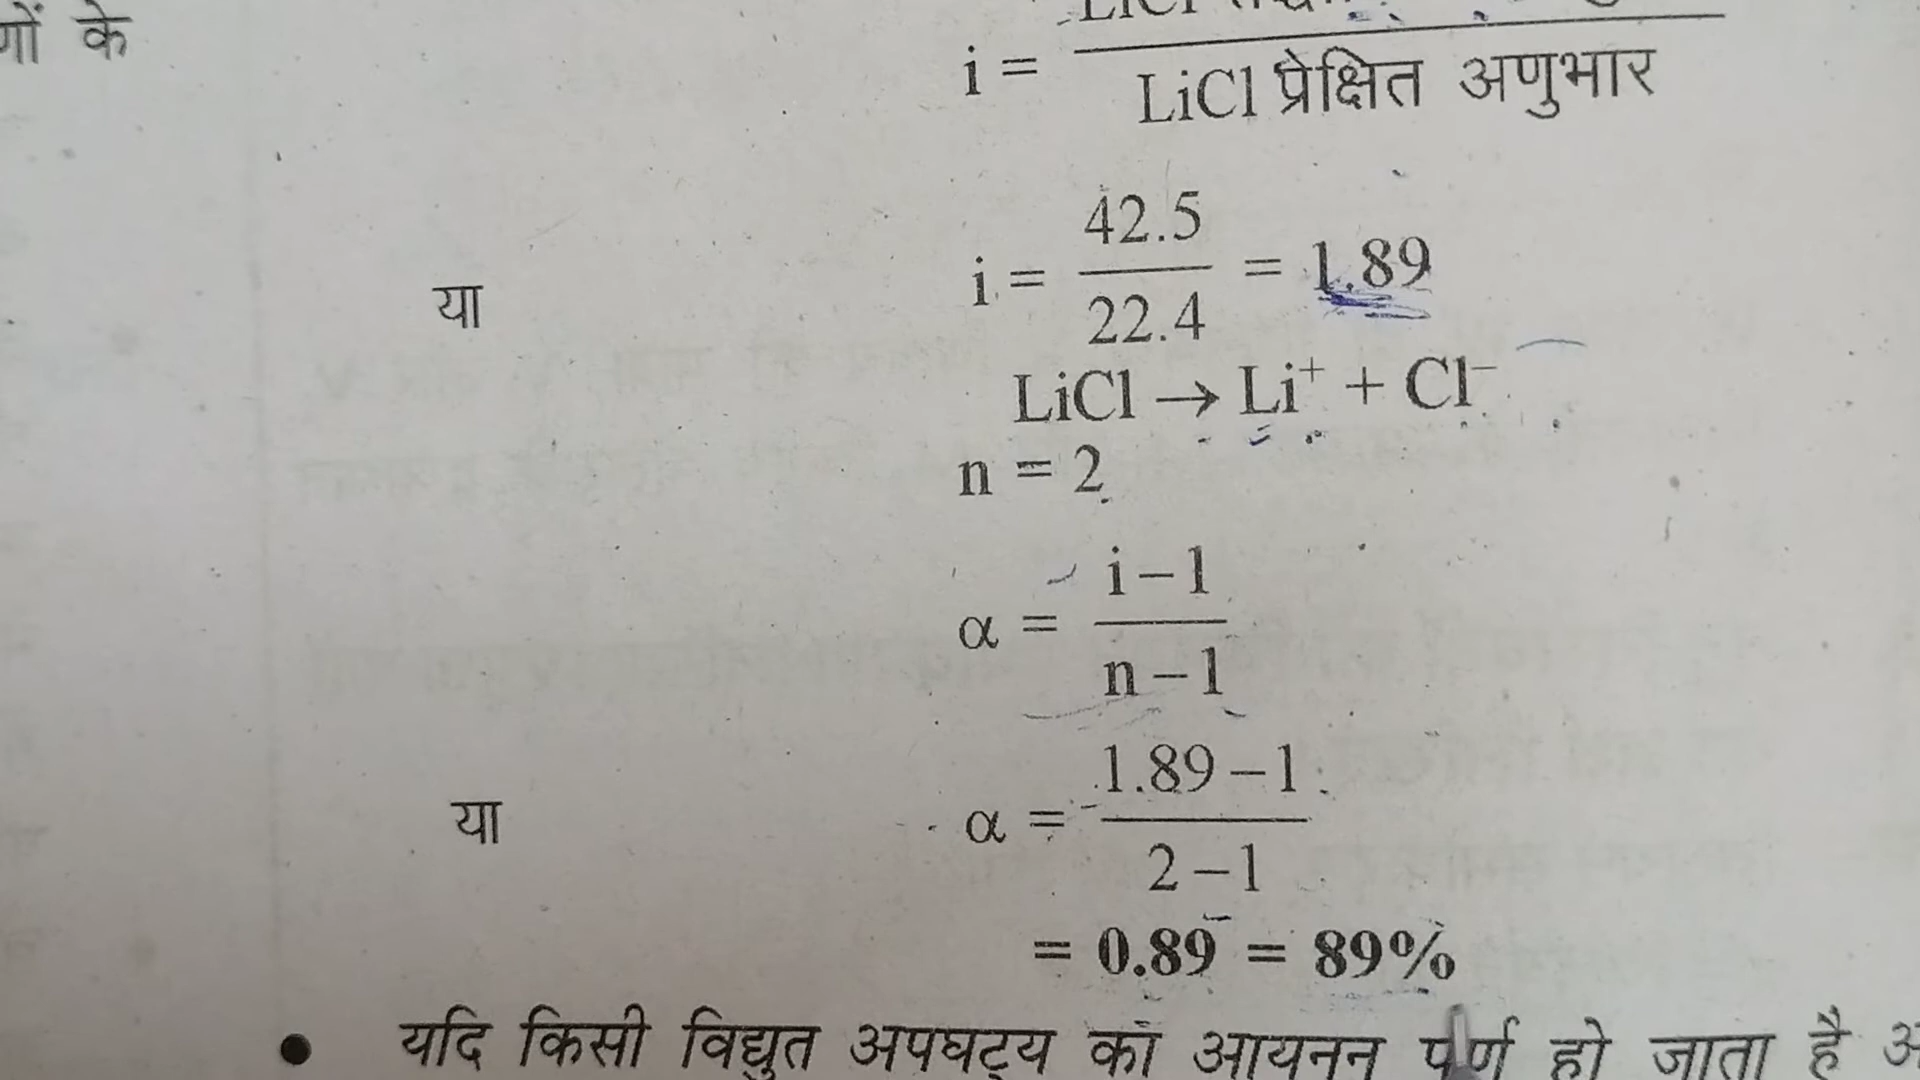 के
i = LiCl / LiCl प्रेक्षित अणुभार
या i = 42.5 / 22.4 = 1.89
LiCl → Li⁺ + Cl⁻
n = 2
α = i – 1 / n – 1
या α = 1.89 – 1 / 2 – 1
= 0.89 = 89%
• यदि किसी विद्युत अपघट्य का आयनन पूर्ण हो जाता है